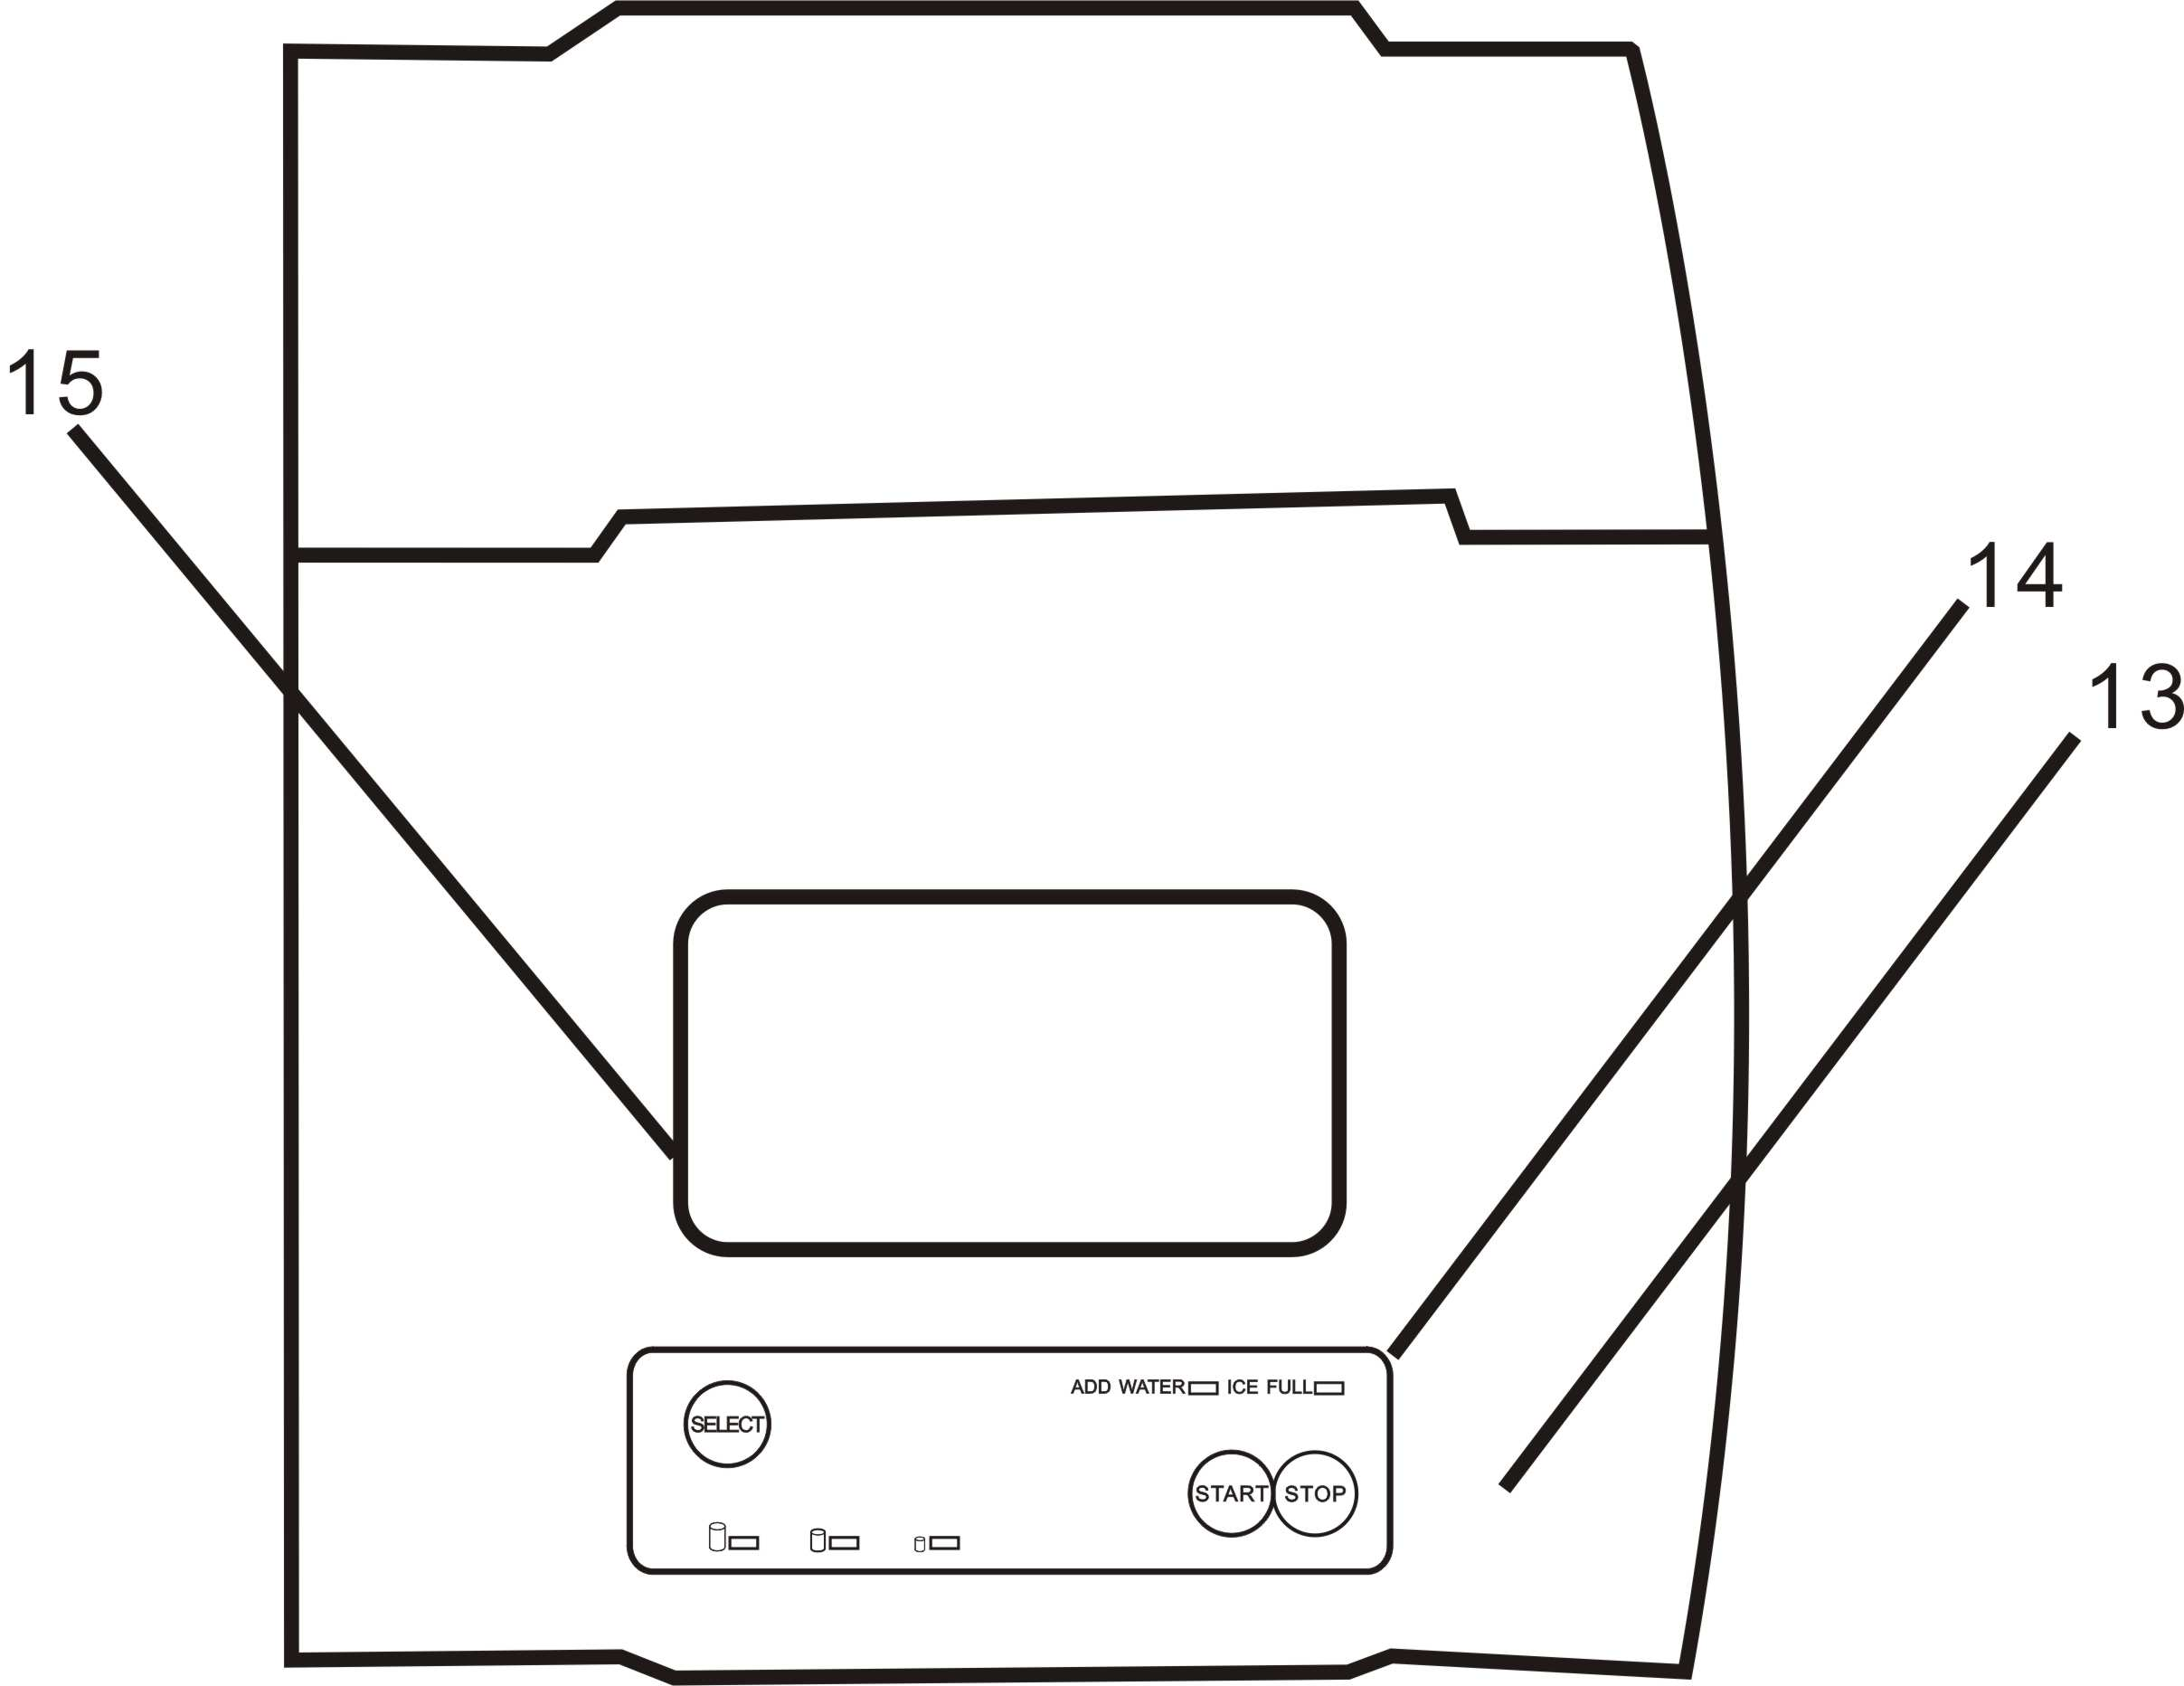 15
14
13
ADD WATER ICE FULL
SELECT
START STOP